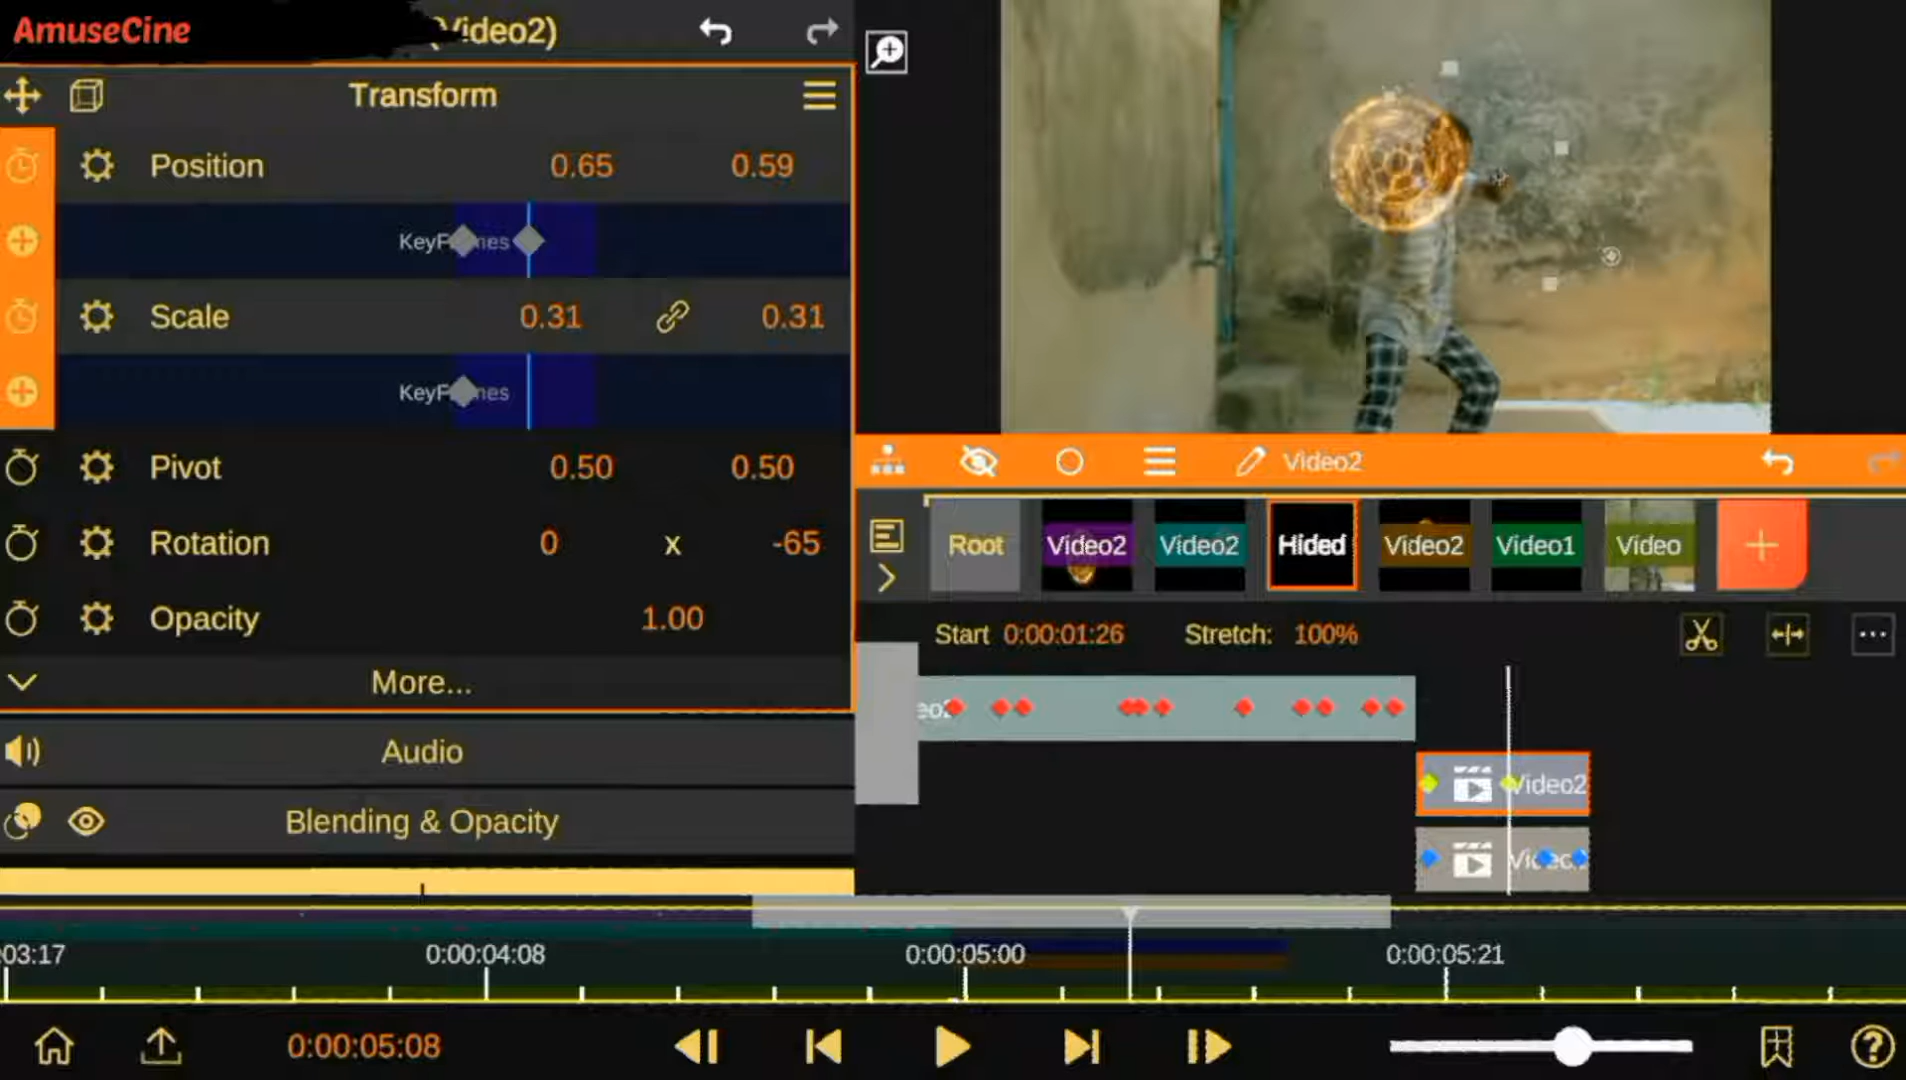 AmuseCine
(Video2)
Transform
Position 0.65 0.59
KeyFrames
Scale 0.31 0.31
KeyFrames
Pivot 0.50 0.50
Rotation 0 x -65
Opacity 1.00
More...
Audio
Blending & Opacity
Video2
Root Video2 Video2 Hided Video2 Video1 Video
Start 0:00:01:26 Stretch: 100%
eo2
Video2
:03:17 0:00:04:08 0:00:05:00 0:00:05:21
0:00:05:08